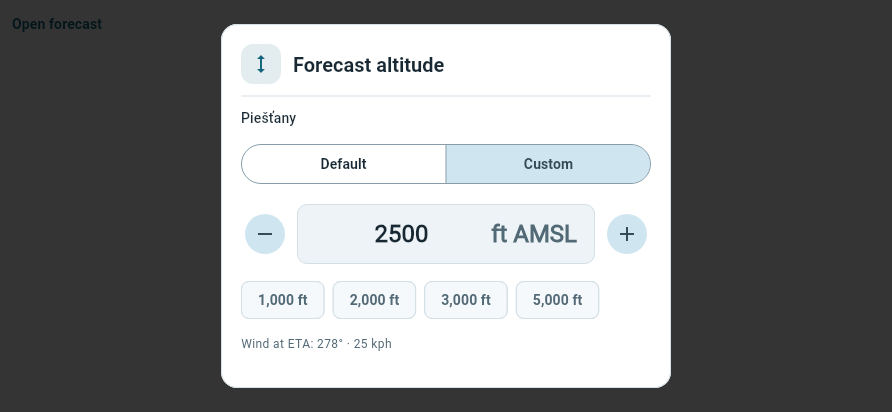 Open forecast
Forecast altitude
Piešťany
Default
Custom
2500 ft AMSL
1,000 ft
2,000 ft
3,000 ft
5,000 ft
Wind at ETA: 278° · 25 kph